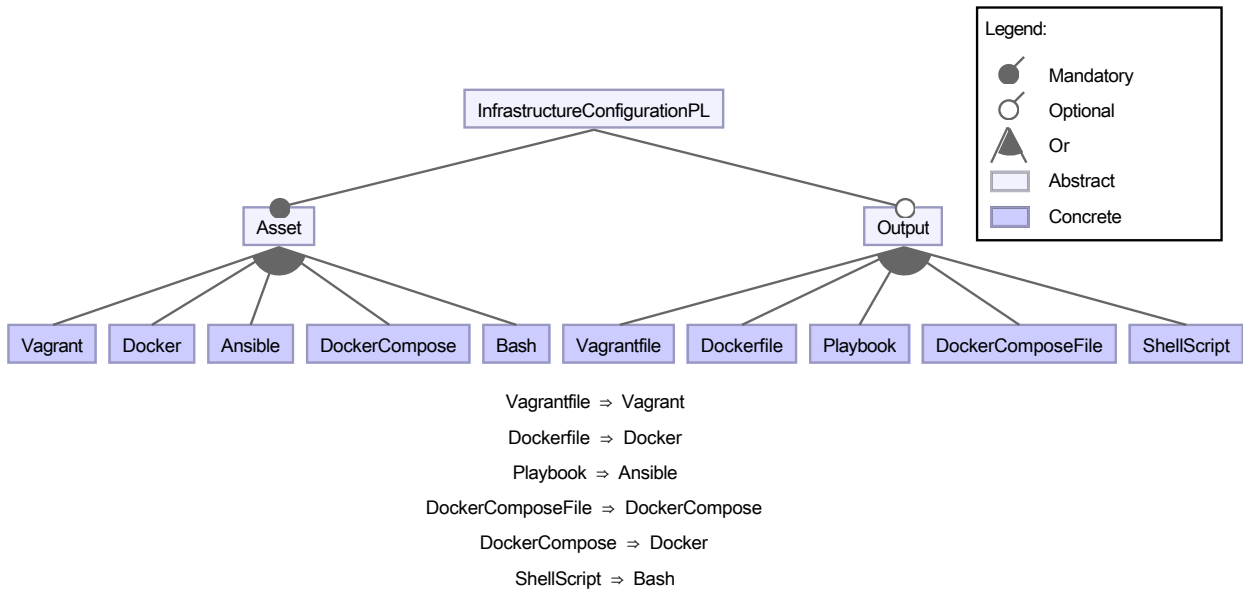 Legend:
Mandatory
Optional
Or
Abstract
Concrete
InfrastructureConfigurationPL
Asset
Output
Vagrant
Docker
Ansible
DockerCompose
Bash
Vagrantfile
Dockerfile
Playbook
DockerComposeFile
ShellScript
Vagrantfile ⇒ Vagrant
Dockerfile ⇒ Docker
Playbook ⇒ Ansible
DockerComposeFile ⇒ DockerCompose
DockerCompose ⇒ Docker
ShellScript ⇒ Bash